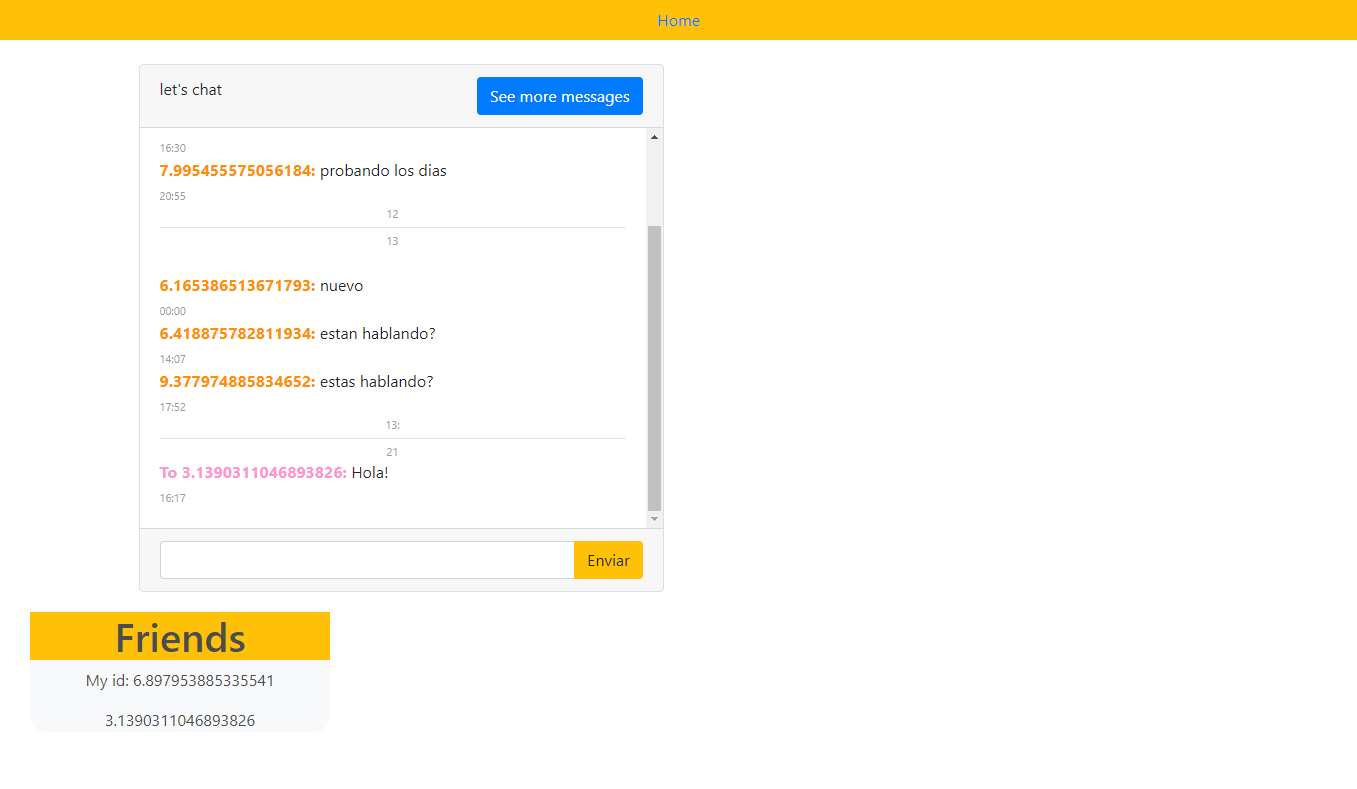 Home
let's chat
See more messages
16:30
7.995455575056184: probando los dias
20:55
12
13
6.165386513671793: nuevo
00:00
6.418875782811934: estan hablando?
14:07
9.377974885834652: estas hablando?
17:52
13:
21
To 3.1390311046893826: Hola!
16:17
Enviar
Friends
My id: 6.897953885335541
3.1390311046893826